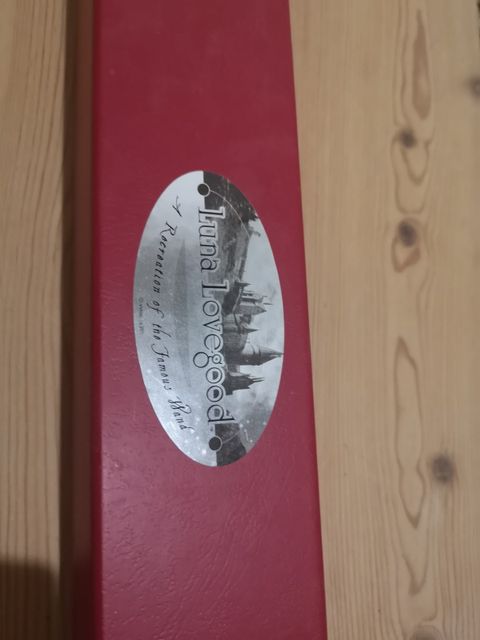 Luna Lovegood
A Recreation of the Famous Wand